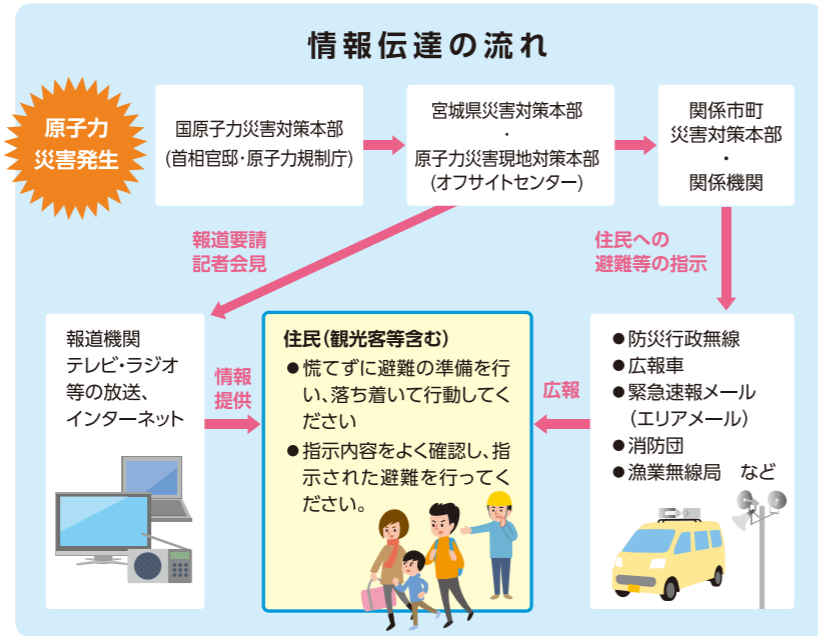 情報伝達の流れ
原子力
災害発生
国原子力災害対策本部
(首相官邸・原子力規制庁)
宮城県災害対策本部
・
原子力災害現地対策本部
(オフサイトセンター)
関係市町
災害対策本部
・
関係機関
報道要請
記者会見
住民への
避難等の指示
報道機関
テレビ・ラジオ
等の放送、
インターネット
情報
提供
住民(観光客等含む)
●慌てずに避難の準備を行
い、落ち着いて行動してく
ださい
●指示内容をよく確認し、指
示された避難を行ってく
ださい。
広報
●防災行政無線
●広報車
●緊急速報メール
(エリアメール)
●消防団
●漁業無線局 など